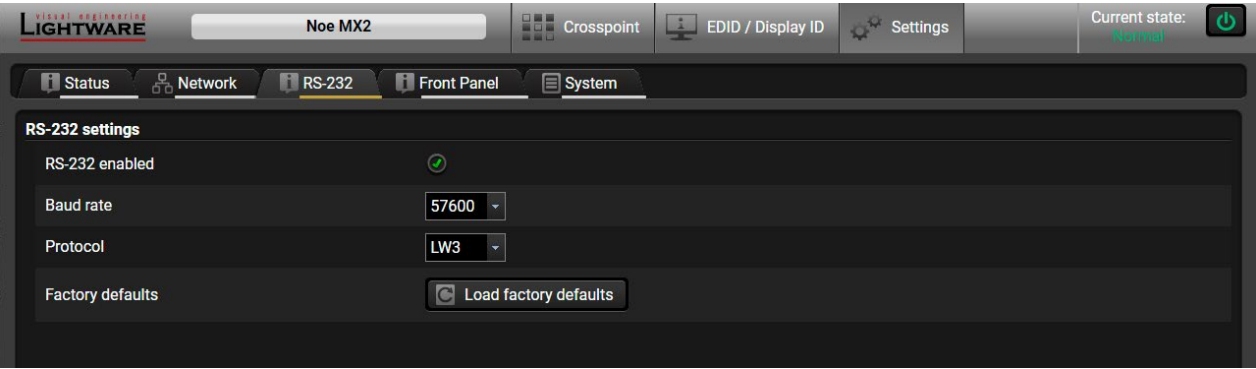 visual engineering
LIGHTWARE
Noe MX2
Crosspoint
EDID / Display ID
Settings
Current state:
Normal
Status
Network
RS-232
Front Panel
System
RS-232 settings
RS-232 enabled
Baud rate
57600
Protocol
LW3
Factory defaults
Load factory defaults